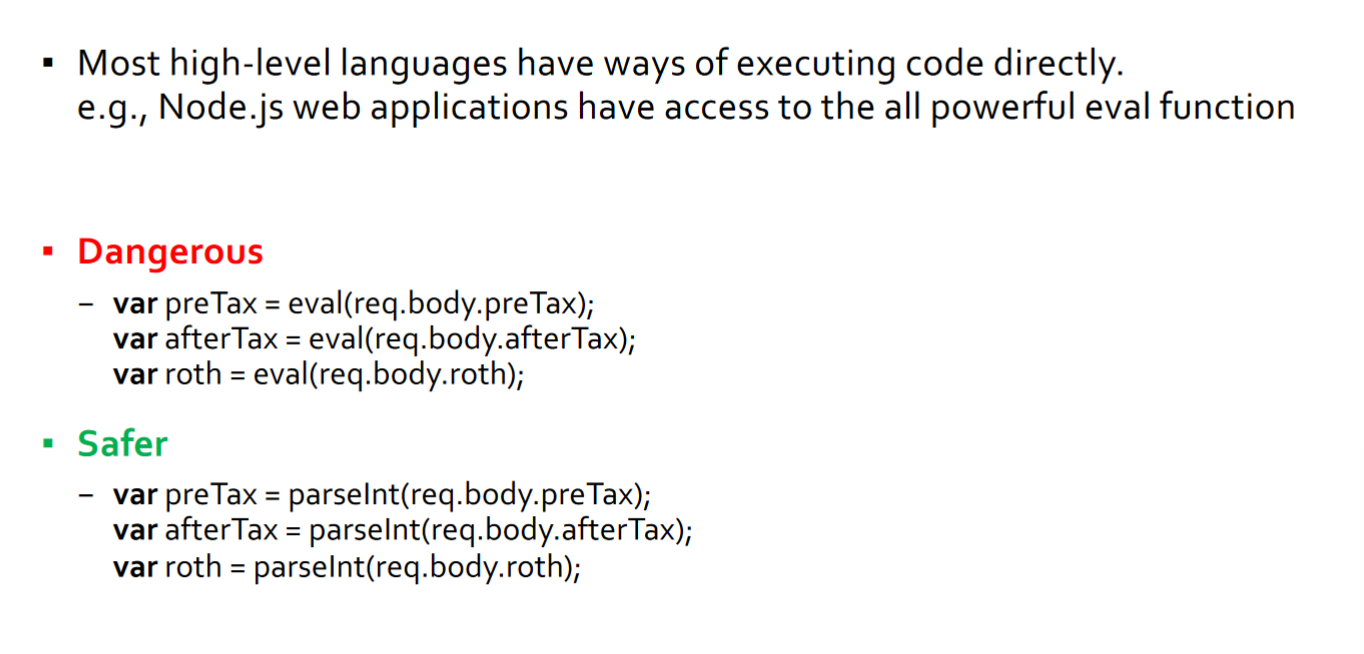 ▪ Most high-level languages have ways of executing code directly.
e.g., Node.js web applications have access to the all powerful eval function
▪ Dangerous
– var preTax = eval(req.body.preTax);
var afterTax = eval(req.body.afterTax);
var roth = eval(req.body.roth);
▪ Safer
– var preTax = parseInt(req.body.preTax);
var afterTax = parseInt(req.body.afterTax);
var roth = parseInt(req.body.roth);